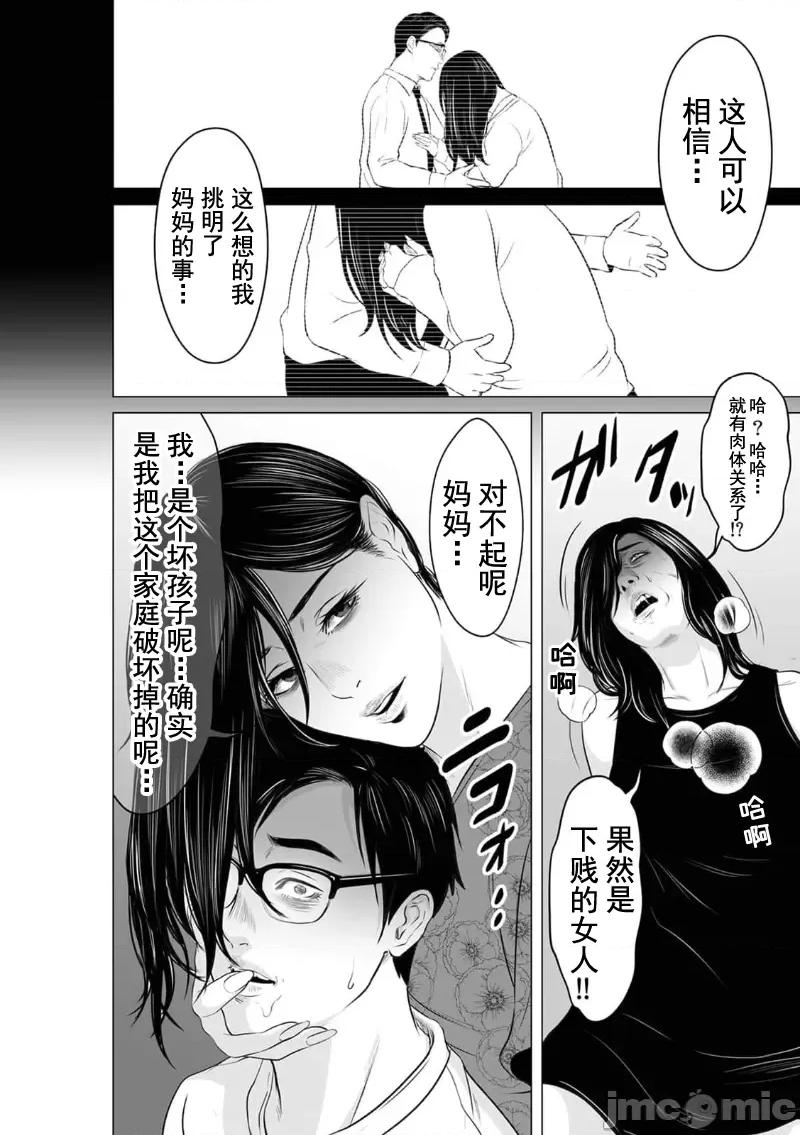 这人可以
相信…
这么想的我
挑明了
妈妈的事…
哈？哈哈…
就有肉体关系了!?
ガタッ
哈啊
哈啊
果然是
下贱的女人!!
对不起呢
妈妈…
ニコォ…
我…是个坏孩子呢…确实
是我把这个家庭破坏掉的呢…
jmcomic